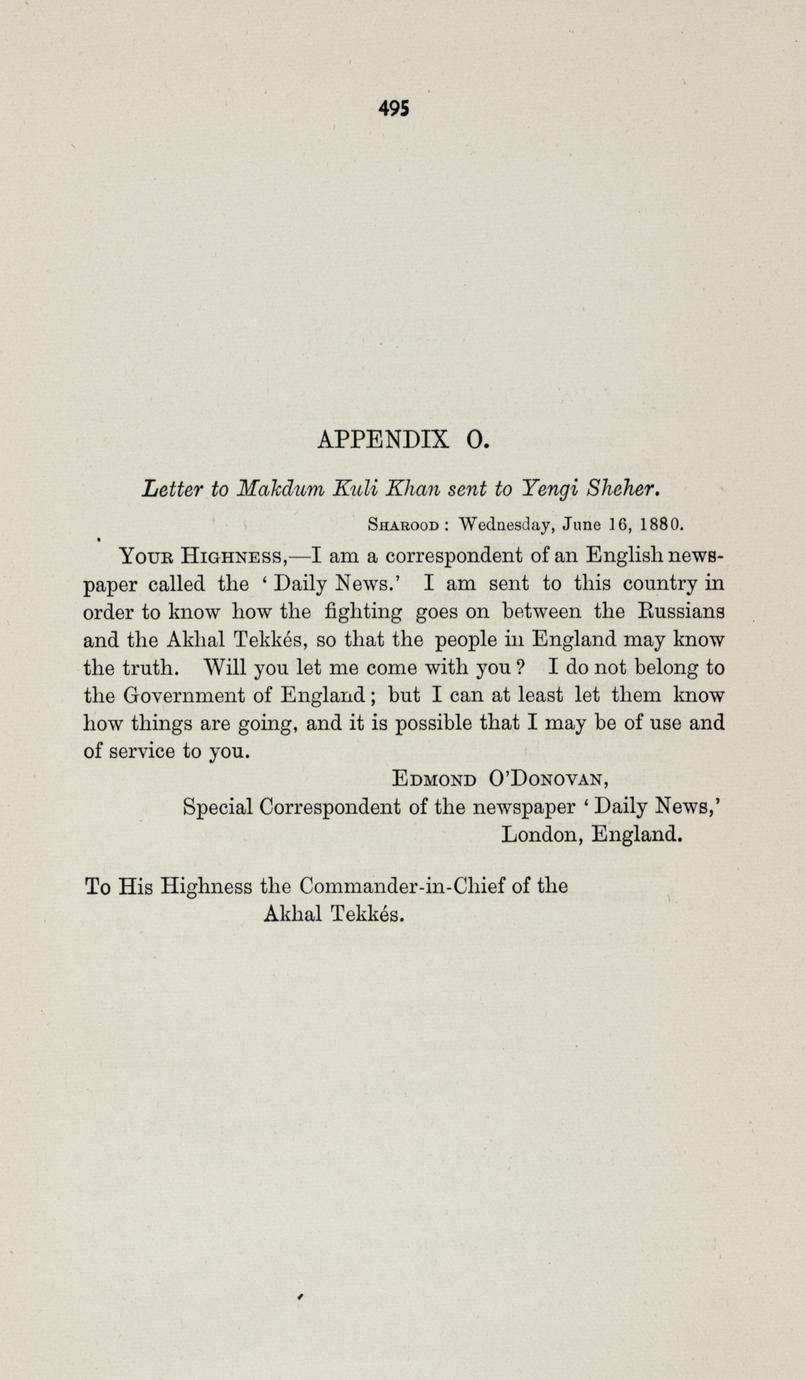 495
APPENDIX O.
Letter to Makdum Kuli Khan sent to Yengi Sheher.
SHAROOD : Wednesday, June 16, 1880.
YOUR HIGHNESS,—I am a correspondent of an English news-
paper called the ‘ Daily News.’ I am sent to this country in
order to know how the fighting goes on between the Russians
and the Akhal Tekkés, so that the people in England may know
the truth. Will you let me come with you ? I do not belong to
the Government of England ; but I can at least let them know
how things are going, and it is possible that I may be of use and
of service to you.
EDMOND O’DONOVAN,
Special Correspondent of the newspaper ‘ Daily News,’
London, England.
To His Highness the Commander-in-Chief of the
Akhal Tekkés.